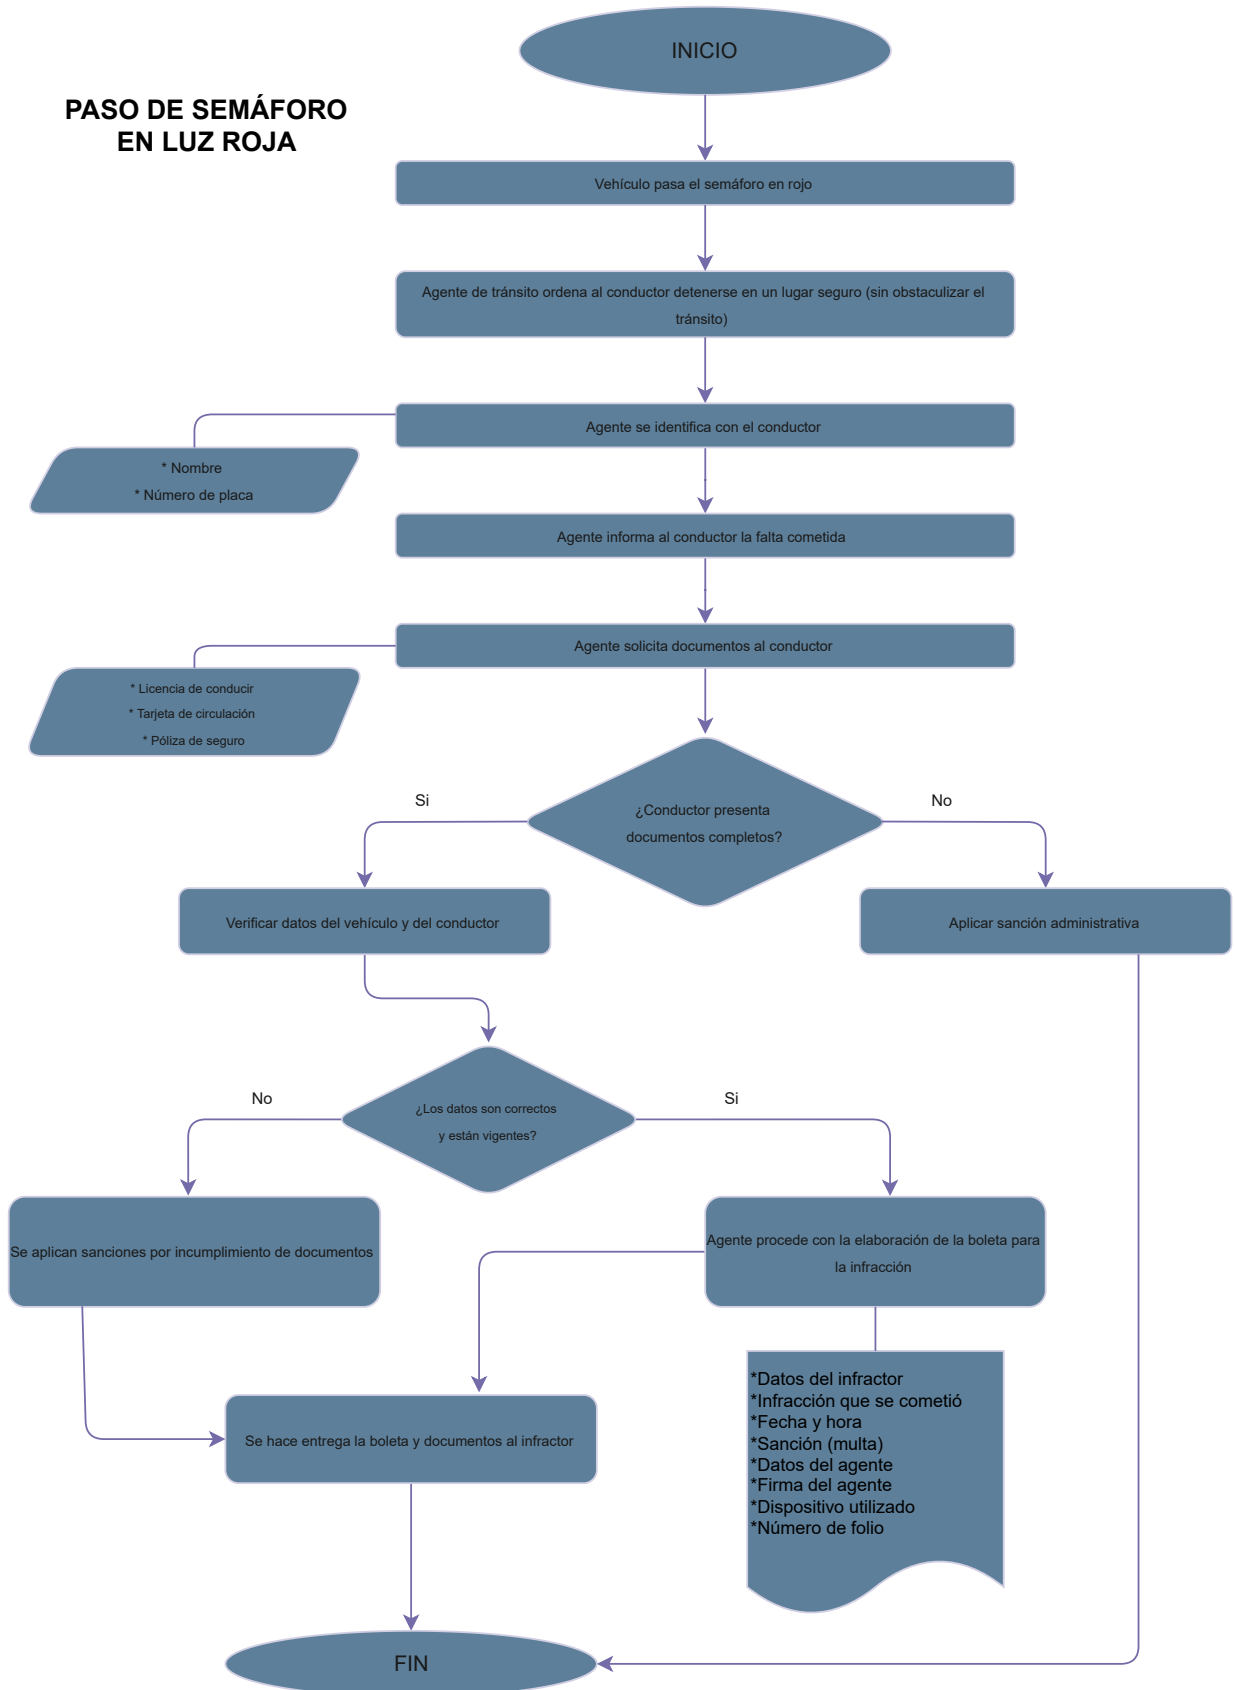 INICIO
PASO DE SEMÁFORO
EN LUZ ROJA
Vehículo pasa el semáforo en rojo
Agente de tránsito ordena al conductor detenerse en un lugar seguro (sin obstaculizar el
tránsito)
Agente se identifica con el conductor
* Nombre
* Número de placa
Agente informa al conductor la falta cometida
Agente solicita documentos al conductor
* Licencia de conducir
* Tarjeta de circulación
* Póliza de seguro
¿Conductor presenta
documentos completos?
Si
No
Verificar datos del vehículo y del conductor
Aplicar sanción administrativa
¿Los datos son correctos
y están vigentes?
No
Si
Se aplican sanciones por incumplimiento de documentos
Agente procede con la elaboración de la boleta para
la infracción
*Datos del infractor
*Infracción que se cometió
*Fecha y hora
*Sanción (multa)
*Datos del agente
*Firma del agente
*Dispositivo utilizado
*Número de folio
Se hace entrega la boleta y documentos al infractor
FIN